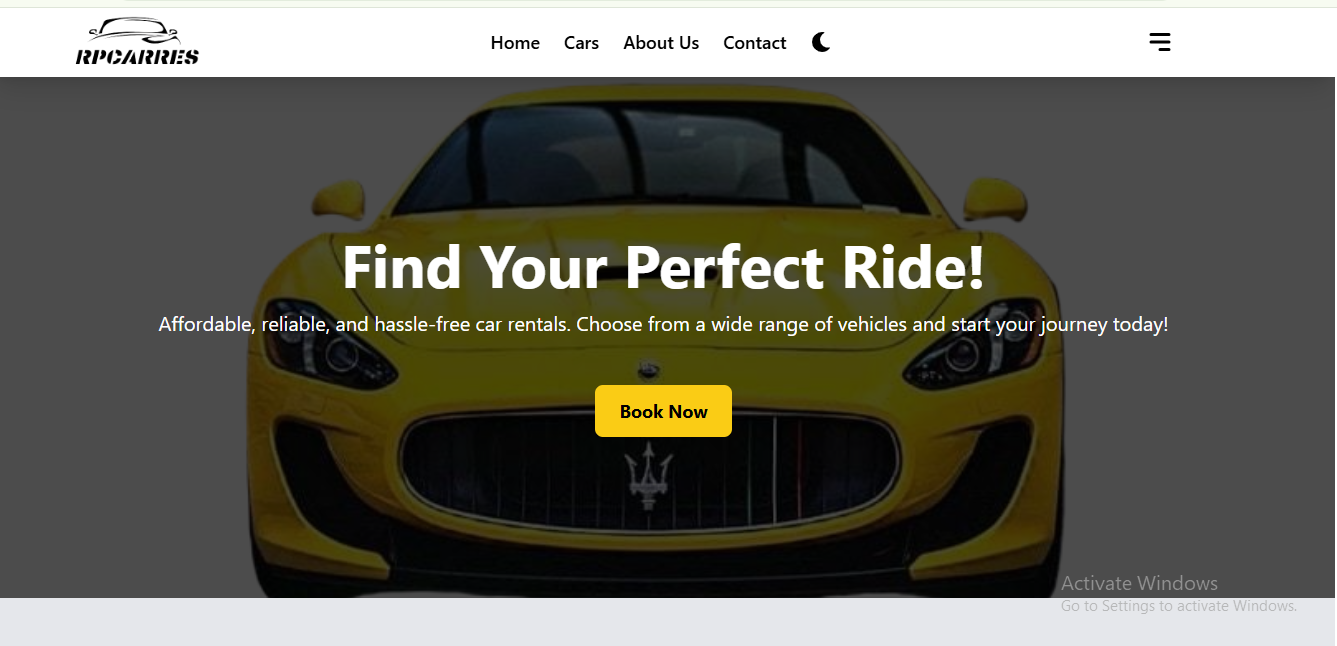 RPCARRES
Home Cars About Us Contact
Find Your Perfect Ride!
Affordable, reliable, and hassle-free car rentals. Choose from a wide range of vehicles and start your journey today!
Book Now
Activate Windows
Go to Settings to activate Windows.